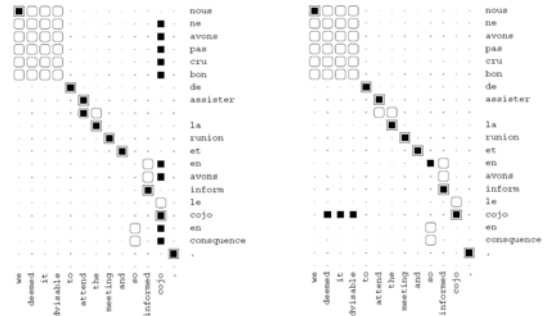 nous
ne
avons
pas
cru
bon
de
assister
la
runion
et
en
avons
inform
le
cojo
en
consquence
.
we
deemed
it
dvisable
to
attend
the
meeting
and
so
informed
cojo
.
nous
ne
avons
pas
cru
bon
de
assister
la
runion
et
en
avons
inform
le
cojo
en
consquence
.
we
deemed
it
dvisable
to
attend
the
meeting
and
so
informed
cojo
.